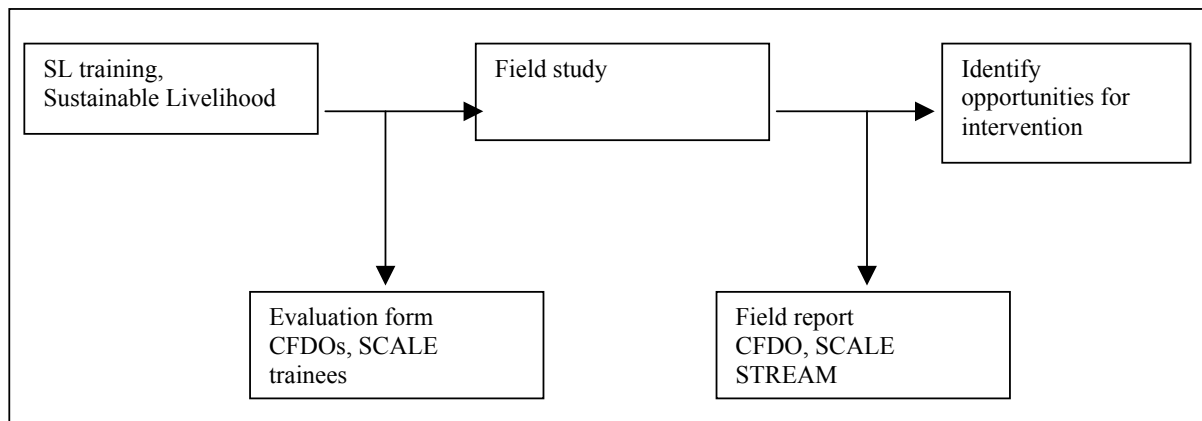 SL training,
Sustainable Livelihood
Field study
Identify
opportunities for
intervention
Evaluation form
CFDOs, SCALE
trainees
Field report
CFDO, SCALE
STREAM